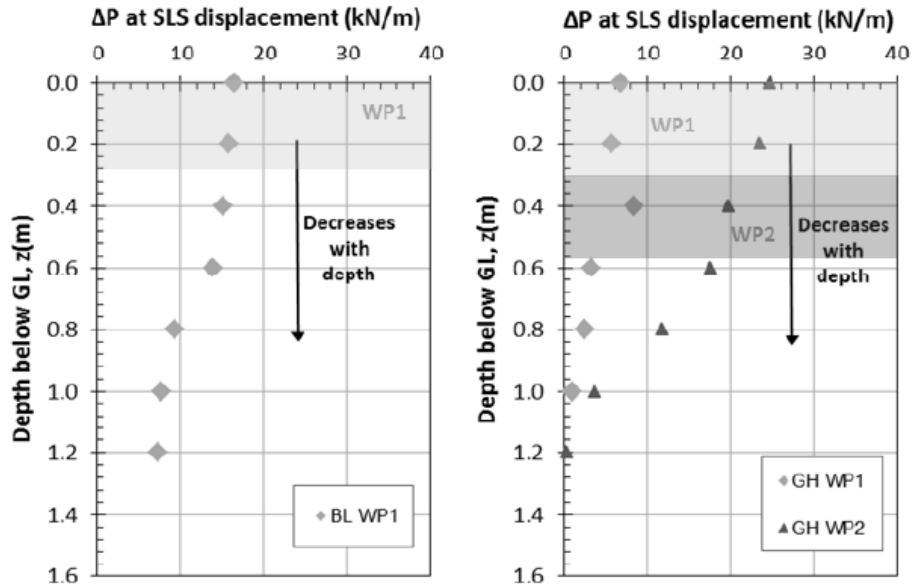 ΔP at SLS displacement (kN/m)
0 10 20 30 40
0.0
0.2
0.4
0.6
0.8
1.0
1.2
1.4
1.6
Depth below GL, z(m)
WP1
Decreases
with
depth
BL WP1
ΔP at SLS displacement (kN/m)
0 10 20 30 40
0.0
0.2
0.4
0.6
0.8
1.0
1.2
1.4
1.6
Depth below GL, z(m)
WP1
WP2
Decreases
with
depth
GH WP1
GH WP2